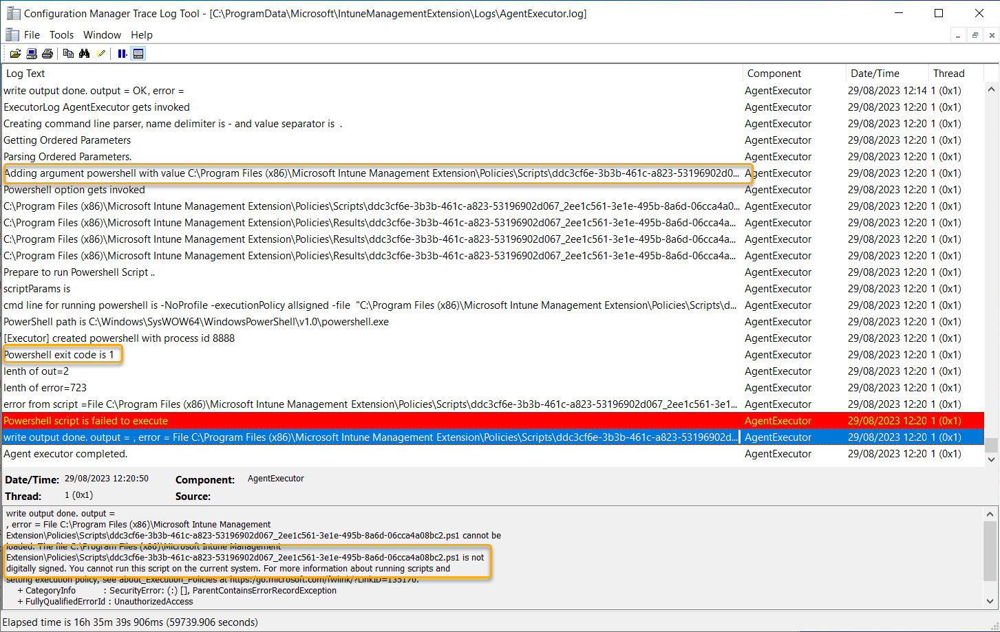 Configuration Manager Trace Log Tool - [C:\ProgramData\Microsoft\IntuneManagementExtension\Logs\AgentExecutor.log]
File Tools Window Help
Log Text Component Date/Time Thread
write output done. output = OK, error = AgentExecutor 29/08/2023 12:14 1 (0x1)
ExecutorLog AgentExecutor gets invoked AgentExecutor 29/08/2023 12:20 1 (0x1)
Creating command line parser, name delimiter is - and value separator is . AgentExecutor 29/08/2023 12:20 1 (0x1)
Getting Ordered Parameters AgentExecutor 29/08/2023 12:20 1 (0x1)
Parsing Ordered Parameters. AgentExecutor 29/08/2023 12:20 1 (0x1)
Adding argument powershell with value C:\Program Files (x86)\Microsoft Intune Management Extension\Policies\Scripts\ddc3cf6e-3b3b-461c-a823-53196902d0... AgentExecutor 29/08/2023 12:20 1 (0x1)
Powershell option gets invoked AgentExecutor 29/08/2023 12:20 1 (0x1)
C:\Program Files (x86)\Microsoft Intune Management Extension\Policies\Scripts\ddc3cf6e-3b3b-461c-a823-53196902d067_2ee1c561-3e1e-495b-8a6d-06cca4a0... AgentExecutor 29/08/2023 12:20 1 (0x1)
C:\Program Files (x86)\Microsoft Intune Management Extension\Policies\Results\ddc3cf6e-3b3b-461c-a823-53196902d067_2ee1c561-3e1e-495b-8a6d-06cca4a... AgentExecutor 29/08/2023 12:20 1 (0x1)
C:\Program Files (x86)\Microsoft Intune Management Extension\Policies\Results\ddc3cf6e-3b3b-461c-a823-53196902d067_2ee1c561-3e1e-495b-8a6d-06cca4a... AgentExecutor 29/08/2023 12:20 1 (0x1)
C:\Program Files (x86)\Microsoft Intune Management Extension\Policies\Results\ddc3cf6e-3b3b-461c-a823-53196902d067_2ee1c561-3e1e-495b-8a6d-06cca4a... AgentExecutor 29/08/2023 12:20 1 (0x1)
Prepare to run Powershell Script .. AgentExecutor 29/08/2023 12:20 1 (0x1)
scriptParams is AgentExecutor 29/08/2023 12:20 1 (0x1)
cmd line for running powershell is -NoProfile -executionPolicy allsigned -file "C:\Program Files (x86)\Microsoft Intune Management Extension\Policies\Scripts\d... AgentExecutor 29/08/2023 12:20 1 (0x1)
PowerShell path is C:\Windows\SysWOW64\WindowsPowerShell\v1.0\powershell.exe AgentExecutor 29/08/2023 12:20 1 (0x1)
[Executor] created powershell with process id 8888 AgentExecutor 29/08/2023 12:20 1 (0x1)
Powershell exit code is 1 AgentExecutor 29/08/2023 12:20 1 (0x1)
lenth of out=2 AgentExecutor 29/08/2023 12:20 1 (0x1)
lenth of error=723 AgentExecutor 29/08/2023 12:20 1 (0x1)
error from script =File C:\Program Files (x86)\Microsoft Intune Management Extension\Policies\Scripts\ddc3cf6e-3b3b-461c-a823-53196902d067_2ee1c561-3e1... AgentExecutor 29/08/2023 12:20 1 (0x1)
Powershell script is failed to execute AgentExecutor 29/08/2023 12:20 1 (0x1)
write output done. output = , error = File C:\Program Files (x86)\Microsoft Intune Management Extension\Policies\Scripts\ddc3cf6e-3b3b-461c-a823-53196902d... AgentExecutor 29/08/2023 12:20 1 (0x1)
Agent executor completed. AgentExecutor 29/08/2023 12:20 1 (0x1)
Date/Time: 29/08/2023 12:20:50 Component: AgentExecutor
Thread: 1 (0x1) Source:
write output done. output =
, error = File C:\Program Files (x86)\Microsoft Intune Management
Extension\Policies\Scripts\ddc3cf6e-3b3b-461c-a823-53196902d067_2ee1c561-3e1e-495b-8a6d-06cca4a08bc2.ps1 cannot be
loaded. The file C:\Program Files (x86)\Microsoft Intune Management
Extension\Policies\Scripts\ddc3cf6e-3b3b-461c-a823-53196902d067_2ee1c561-3e1e-495b-8a6d-06cca4a08bc2.ps1 is not
digitally signed. You cannot run this script on the current system. For more information about running scripts and
setting execution policy, see about_Execution_Policies at https:/go.microsoft.com/fwlink/?LinkID=135170.
+ CategoryInfo : SecurityError: (:) [], ParentContainsErrorRecordException
+ FullyQualifiedErrorId : UnauthorizedAccess
Elapsed time is 16h 35m 39s 906ms (59739.906 seconds)